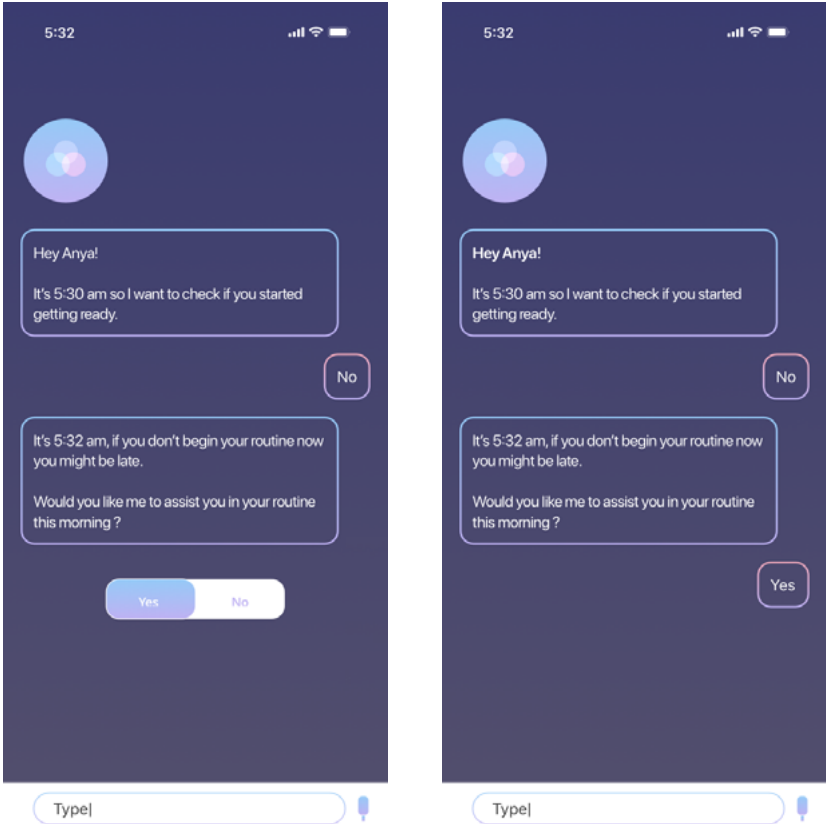 5:32
Hey Anya!
It's 5:30 am so I want to check if you started
getting ready.
No
It's 5:32 am, if you don't begin your routine now
you might be late.
Would you like me to assist you in your routine
this morning ?
Yes No
Type|
5:32
Hey Anya!
It's 5:30 am so I want to check if you started
getting ready.
No
It's 5:32 am, if you don't begin your routine now
you might be late.
Would you like me to assist you in your routine
this morning ?
Yes
Type|